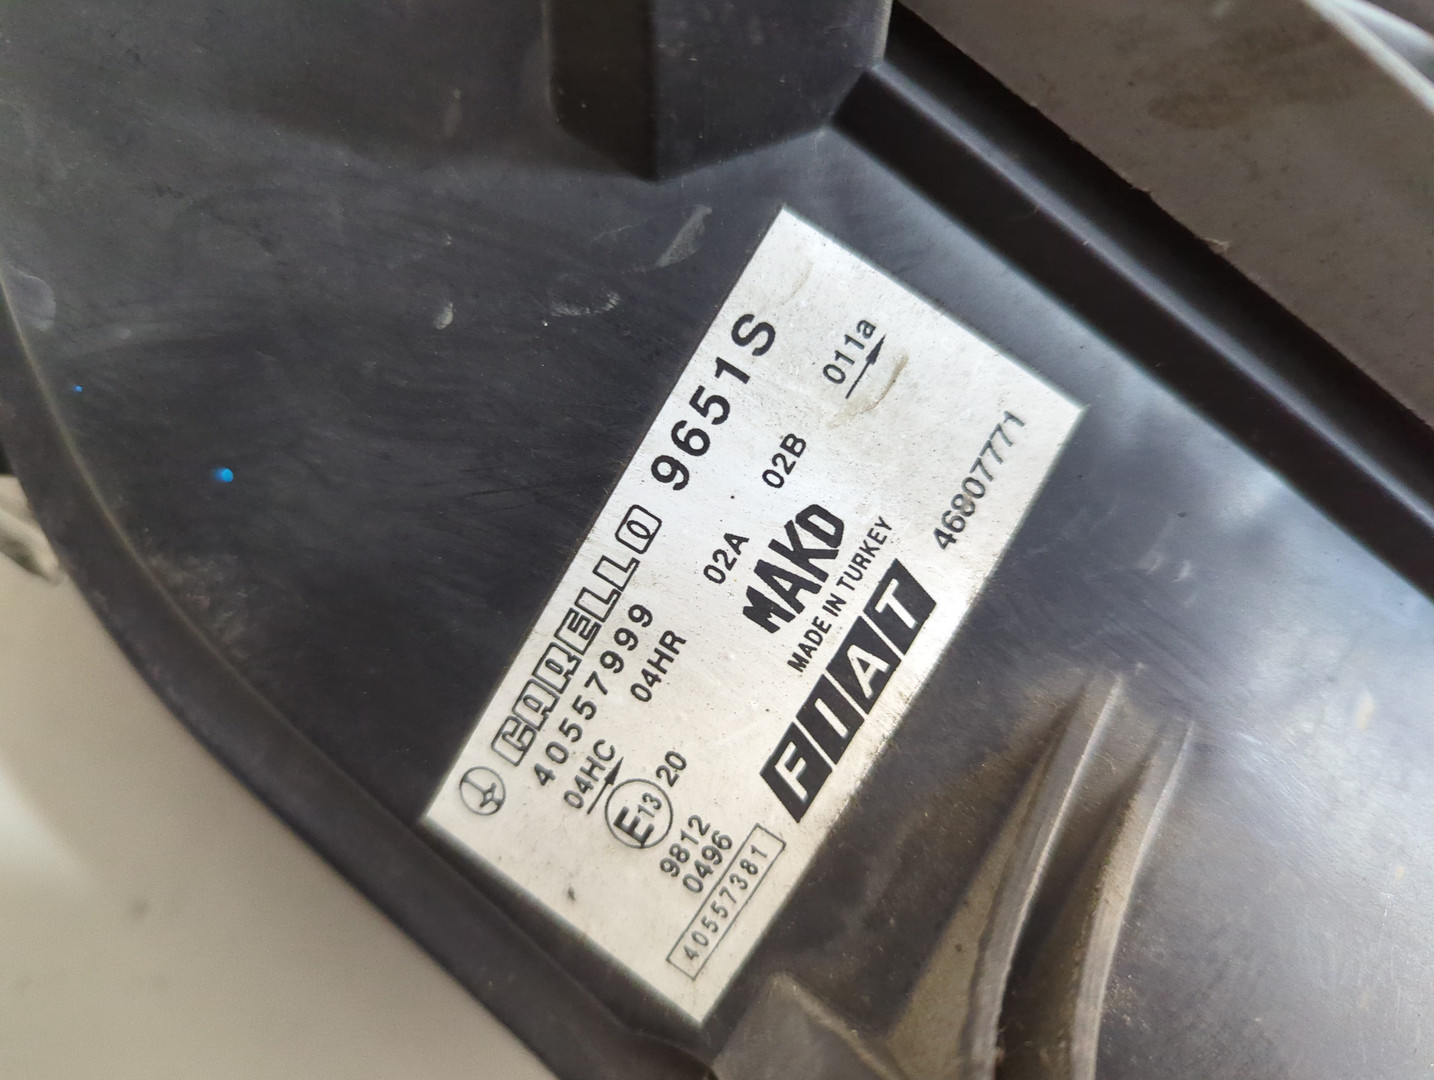 CARELLO 9651S
40557999
04HC 04HR 02A 02B 011a
E13 20
MAKO
MADE IN TURKEY
9812
0496
FIAT 46807771
40557381